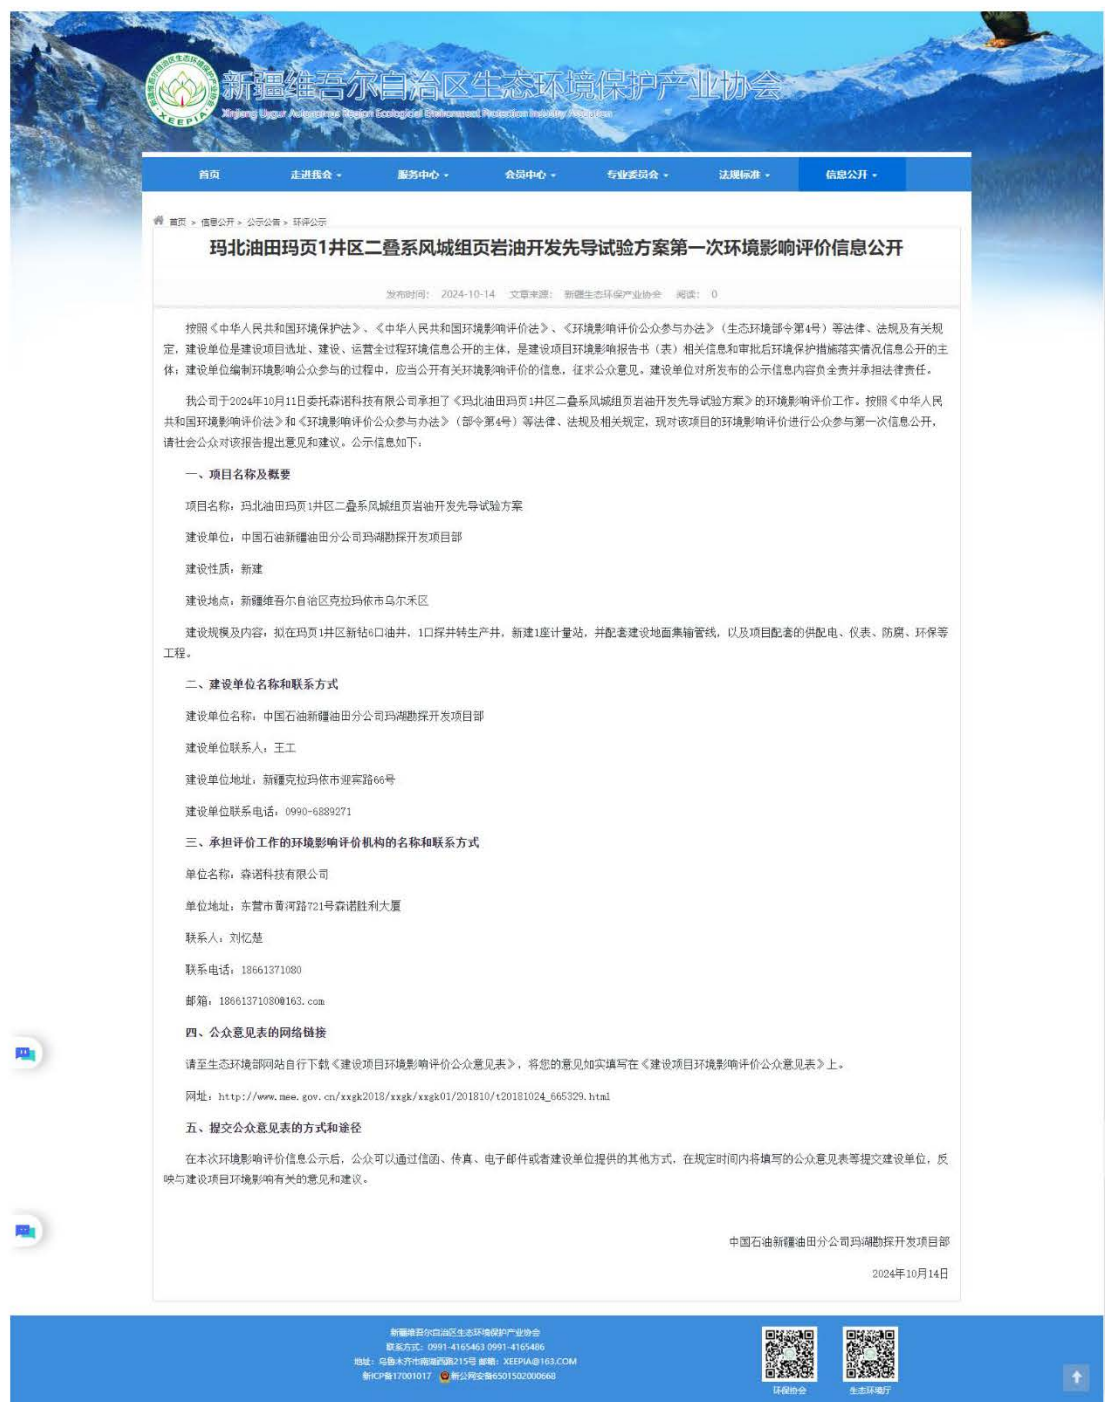 新疆维吾尔自治区生态环境保护产业协会
Xinjiang Uygur Autonomous Region Ecological Environment Protection Industry Association
XEEPIA
首页 走进我会 服务中心 会员中心 专业委员会 法规标准 信息公开
首页 > 信息公开 > 公示公告 > 环评公示
玛北油田玛页1井区二叠系风城组页岩油开发先导试验方案第一次环境影响评价信息公开
发布时间： 2024-10-14 文章来源： 新疆生态环保产业协会 阅读： 0
按照《中华人民共和国环境保护法》、《中华人民共和国环境影响评价法》、《环境影响评价公众参与办法》（生态环境部令第4号）等法律、法规及有关规
定，建设单位是建设项目选址、建设、运营全过程环境信息公开的主体，是建设项目环境影响报告书（表）相关信息和审批后环境保护措施落实情况信息公开的主
体；建设单位编制环境影响公众参与的过程中，应当公开有关环境影响评价的信息，征求公众意见。建设单位对所发布的公示信息内容负全责并承担法律责任。
我公司于2024年10月11日委托森诺科技有限公司承担了《玛北油田玛页1井区二叠系风城组页岩油开发先导试验方案》的环境影响评价工作。按照《中华人民
共和国环境影响评价法》和《环境影响评价公众参与办法》（部令第4号）等法律、法规及相关规定，现对该项目的环境影响评价进行公众参与第一次信息公开，
请社会公众对该报告提出意见和建议。公示信息如下：
一、项目名称及概要
项目名称：玛北油田玛页1井区二叠系风城组页岩油开发先导试验方案
建设单位：中国石油新疆油田分公司玛湖勘探开发项目部
建设性质：新建
建设地点：新疆维吾尔自治区克拉玛依市乌尔禾区
建设规模及内容：拟在玛页1井区新钻6口油井、1口探井转生产井，新建1座计量站，并配套建设地面集输管线，以及项目配套的供配电、仪表、防腐、环保等
工程。
二、建设单位名称和联系方式
建设单位名称：中国石油新疆油田分公司玛湖勘探开发项目部
建设单位联系人：王工
建设单位地址：新疆克拉玛依市迎宾路66号
建设单位联系电话：0990-6889271
三、承担评价工作的环境影响评价机构的名称和联系方式
单位名称：森诺科技有限公司
单位地址：东营市黄河路721号森诺胜利大厦
联系人：刘忆楚
联系电话：18661371080
邮箱：18661371080@163.com
四、公众意见表的网络链接
请至生态环境部网站自行下载《建设项目环境影响评价公众意见表》，将您的意见如实填写在《建设项目环境影响评价公众意见表》上。
网址：http://www.mee.gov.cn/xxgk2018/xxgk/xxgk01/201810/t20181024_665329.html
五、提交公众意见表的方式和途径
在本次环境影响评价信息公示后，公众可以通过信函、传真、电子邮件或者建设单位提供的其他方式，在规定时间内将填写的公众意见表等提交建设单位，反
映与建设项目环境影响有关的意见和建议。
中国石油新疆油田分公司玛湖勘探开发项目部
2024年10月14日
新疆维吾尔自治区生态环境保护产业协会
联系方式：0991-4165463 0991-4165486
地址：乌鲁木齐市南湖西路215号 邮箱：XEEPIA@163.COM
新ICP备17001017 新公网安备6501502000668
环保协会 生态环境厅